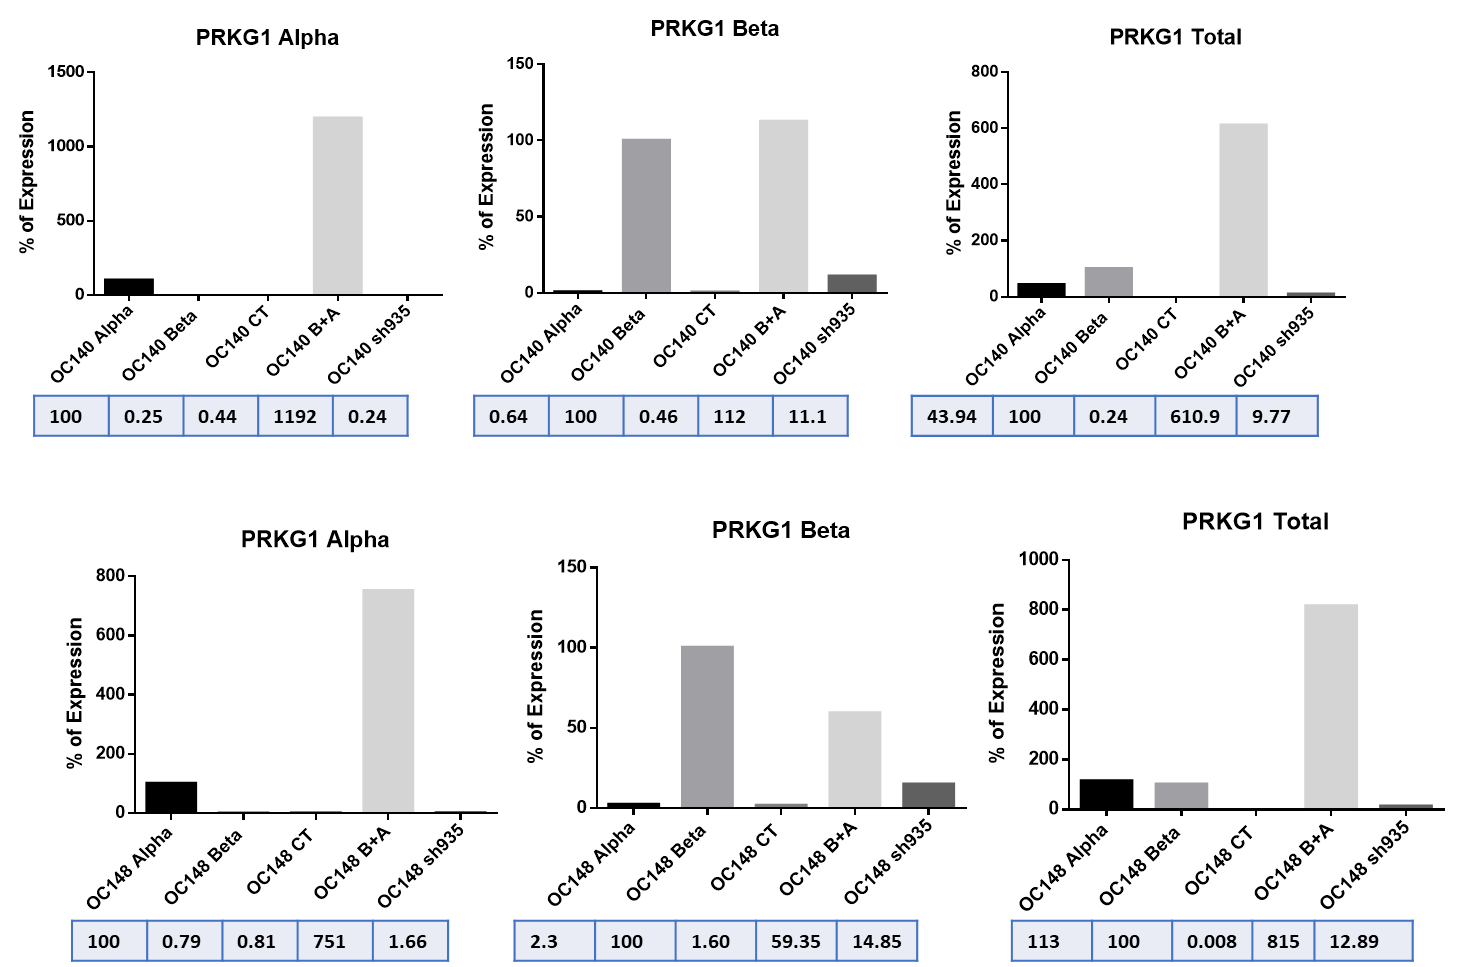 PRKG1 Alpha
% of Expression
1500
1000
500
0
OC140 Alpha
OC140 Beta
OC140 CT
OC140 B+A
OC140 sh935
100 0.25 0.44 1192 0.24
PRKG1 Beta
% of Expression
150
100
50
0
OC140 Alpha
OC140 Beta
OC140 CT
OC140 B+A
OC140 sh935
0.64 100 0.46 112 11.1
PRKG1 Total
% of Expression
800
600
400
200
0
OC140 Alpha
OC140 Beta
OC140 CT
OC140 B+A
OC140 sh935
43.94 100 0.24 610.9 9.77
PRKG1 Alpha
% of Expression
800
600
400
200
0
OC148 Alpha
OC148 Beta
OC148 CT
OC148 B+A
OC148 sh935
100 0.79 0.81 751 1.66
PRKG1 Beta
% of Expression
150
100
50
0
OC148 Alpha
OC148 Beta
OC148 CT
OC148 B+A
OC148 sh935
2.3 100 1.60 59.35 14.85
PRKG1 Total
% of Expression
1000
800
600
400
200
0
OC148 Alpha
OC148 Beta
OC148 CT
OC148 B+A
OC148 sh935
113 100 0.008 815 12.89